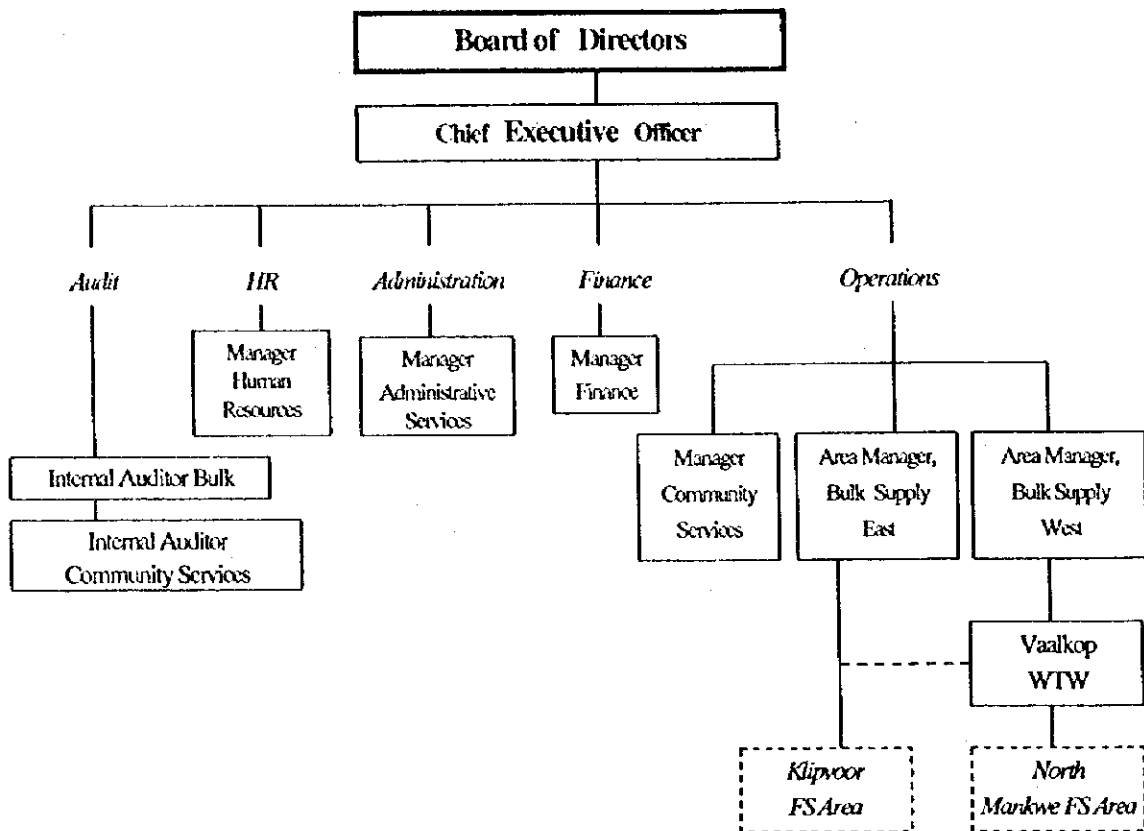 Board of Directors
Chief Executive Officer
Audit
HR
Administration
Finance
Operations
Manager
Human
Resources
Manager
Administrative
Services
Manager
Finance
Internal Auditor Bulk
Internal Auditor
Community Services
Manager
Community
Services
Area Manager,
Bulk Supply
East
Area Manager,
Bulk Supply
West
Vaalkop
WTW
Klipvoor
FS Area
North
Mankwe FS Area